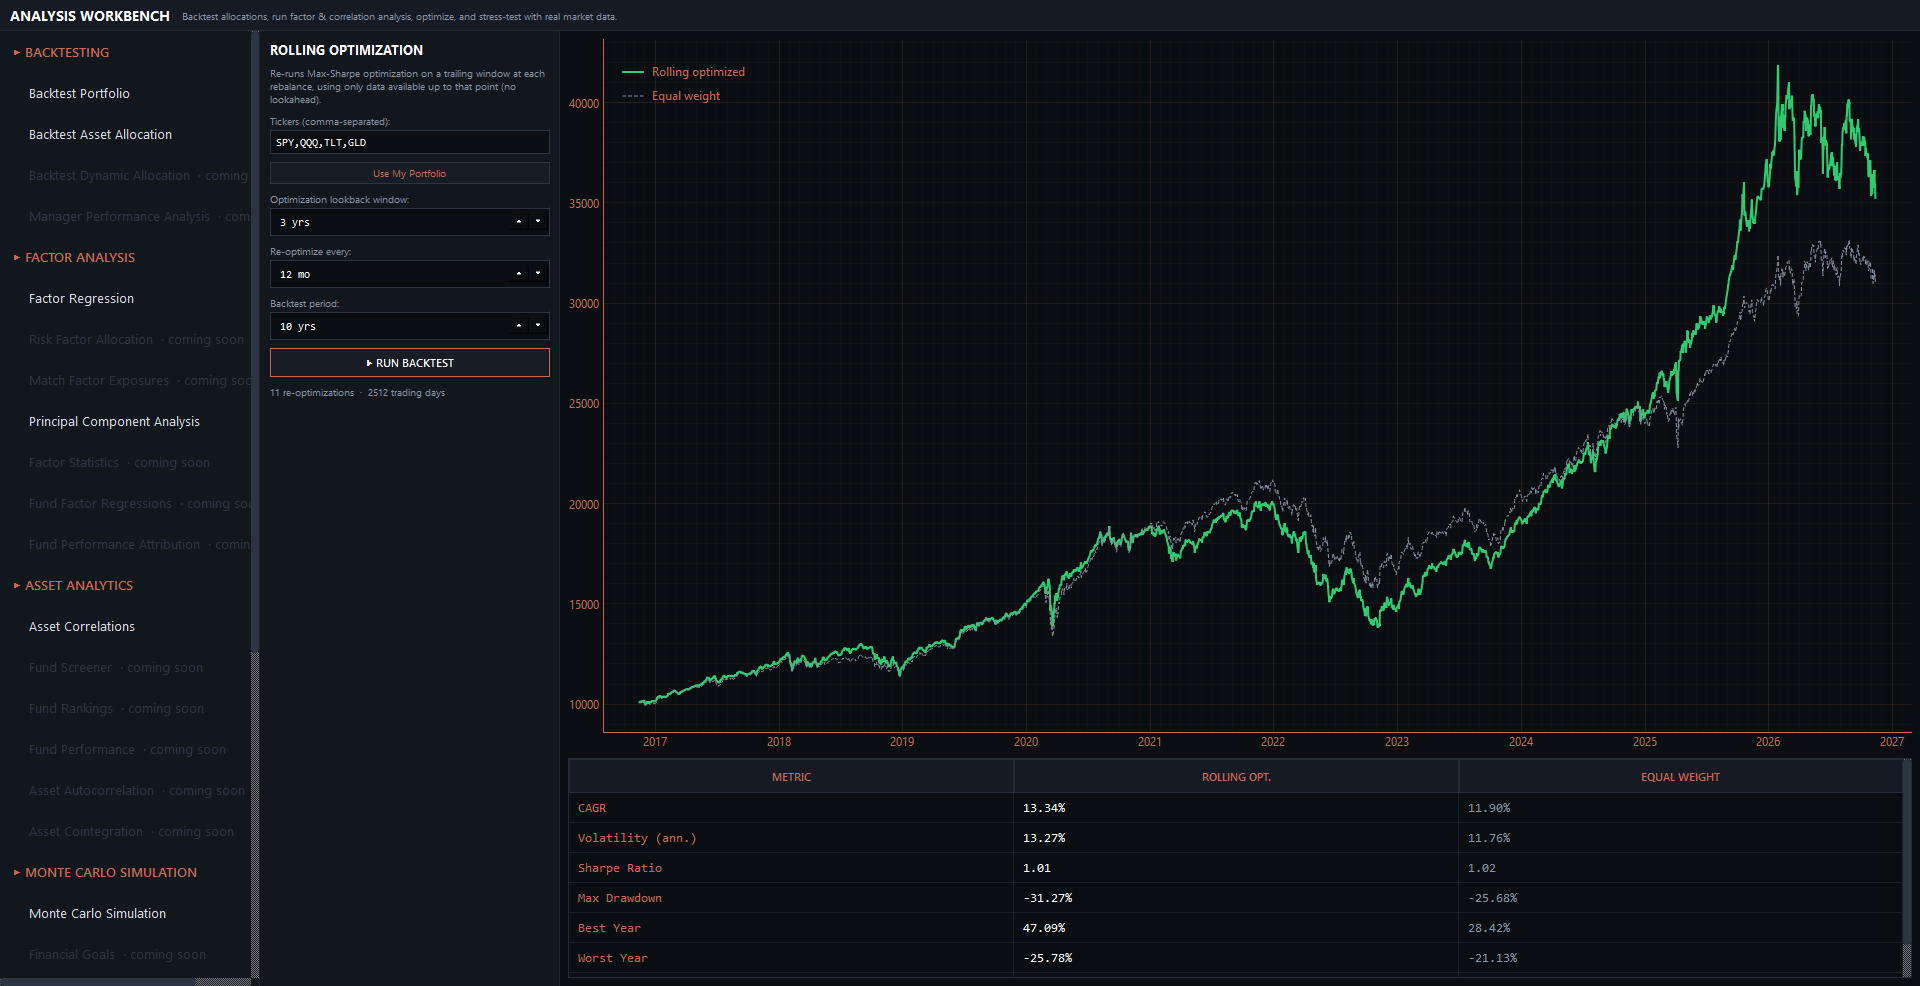 ANALYSIS WORKBENCH
Backtest allocations, run factor & correlation analysis, optimize, and stress-test with real market data.
BACKTESTING
Backtest Portfolio
Backtest Asset Allocation
Backtest Dynamic Allocation · coming
Manager Performance Analysis · com
FACTOR ANALYSIS
Factor Regression
Risk Factor Allocation · coming soon
Match Factor Exposures · coming soo
Principal Component Analysis
Factor Statistics · coming soon
Fund Factor Regressions · coming soo
Fund Performance Attribution · comin
ASSET ANALYTICS
Asset Correlations
Fund Screener · coming soon
Fund Rankings · coming soon
Fund Performance · coming soon
Asset Autocorrelation · coming soon
Asset Cointegration · coming soon
MONTE CARLO SIMULATION
Monte Carlo Simulation
Financial Goals · coming soon
ROLLING OPTIMIZATION
Re-runs Max-Sharpe optimization on a trailing window at each
rebalance, using only data available up to that point (no
lookahead).
Tickers (comma-separated):
SPY,QQQ,TLT,GLD
Use My Portfolio
Optimization lookback window:
3 yrs
Re-optimize every:
12 mo
Backtest period:
10 yrs
RUN BACKTEST
11 re-optimizations · 2512 trading days
Rolling optimized
Equal weight
40000
35000
30000
25000
20000
15000
10000
2017 2018 2019 2020 2021 2022 2023 2024 2025 2026 2027
METRIC ROLLING OPT. EQUAL WEIGHT
CAGR 13.34% 11.90%
Volatility (ann.) 13.27% 11.76%
Sharpe Ratio 1.01 1.02
Max Drawdown -31.27% -25.68%
Best Year 47.09% 28.42%
Worst Year -25.78% -21.13%